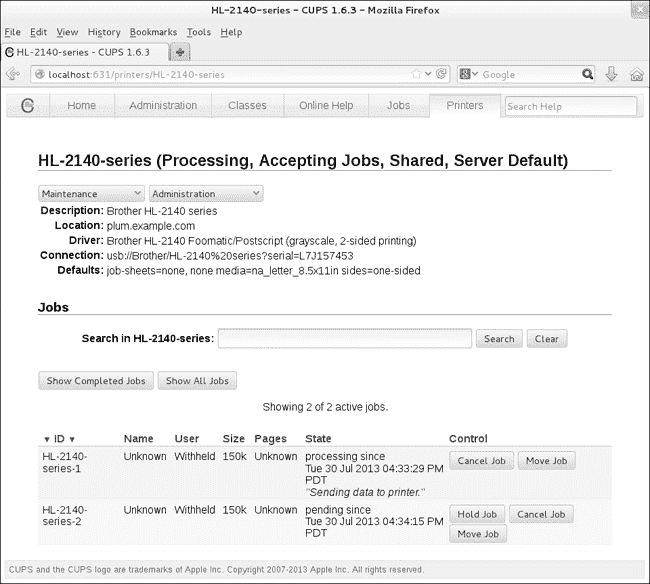 HL-2140-series - CUPS 1.6.3 - Mozilla Firefox
File Edit View History Bookmarks Tools Help
HL-2140-series - CUPS 1.6.3
localhost:631/printers/HL-2140-series
Google
Home Administration Classes Online Help Jobs Printers Search Help
HL-2140-series (Processing, Accepting Jobs, Shared, Server Default)
Maintenance Administration
Description: Brother HL-2140 series
Location: plum.example.com
Driver: Brother HL-2140 Foomatic/Postscript (grayscale, 2-sided printing)
Connection: usb://Brother/HL-2140%20series?serial=L7J157453
Defaults: job-sheets=none, none media=na_letter_8.5x11in sides=one-sided
Jobs
Search in HL-2140-series: Search Clear
Show Completed Jobs Show All Jobs
Showing 2 of 2 active jobs.
▼ ID ▼ Name User Size Pages State Control
HL-2140- Unknown Withheld 150k Unknown processing since Cancel Job Move Job
series-1 Tue 30 Jul 2013 04:33:29 PM
PDT
"Sending data to printer."
HL-2140- Unknown Withheld 150k Unknown pending since Hold Job Cancel Job
series-2 Tue 30 Jul 2013 04:34:15 PM
PDT Move Job
CUPS and the CUPS logo are trademarks of Apple Inc. Copyright 2007-2013 Apple Inc. All rights reserved.